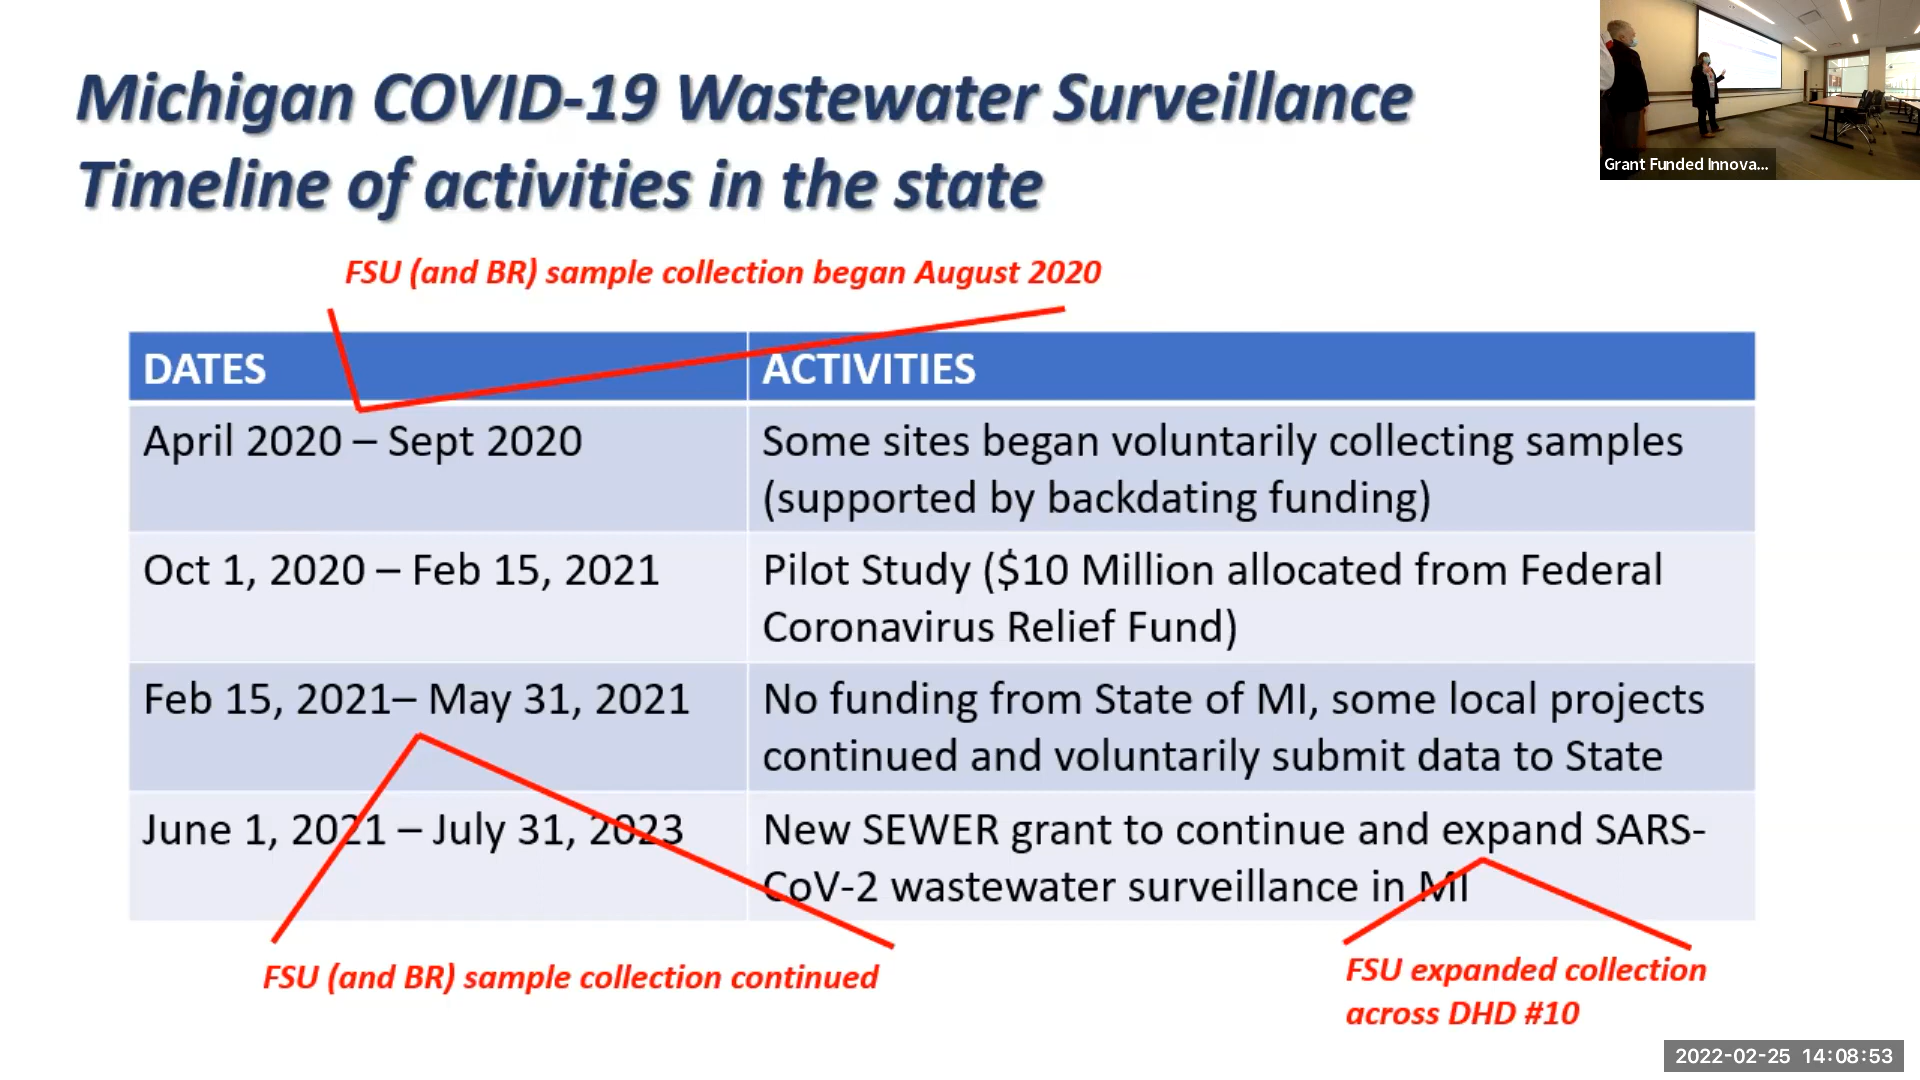 Michigan COVID-19 Wastewater Surveillance
Timeline of activities in the state
Grant Funded Innova...
FSU (and BR) sample collection began August 2020
DATES
ACTIVITIES
April 2020 – Sept 2020
Some sites began voluntarily collecting samples
(supported by backdating funding)
Oct 1, 2020 – Feb 15, 2021
Pilot Study ($10 Million allocated from Federal
Coronavirus Relief Fund)
Feb 15, 2021– May 31, 2021
No funding from State of MI, some local projects
continued and voluntarily submit data to State
June 1, 2021 – July 31, 2023
New SEWER grant to continue and expand SARS-
CoV-2 wastewater surveillance in MI
FSU (and BR) sample collection continued
FSU expanded collection
across DHD #10
2022-02-25 14:08:53